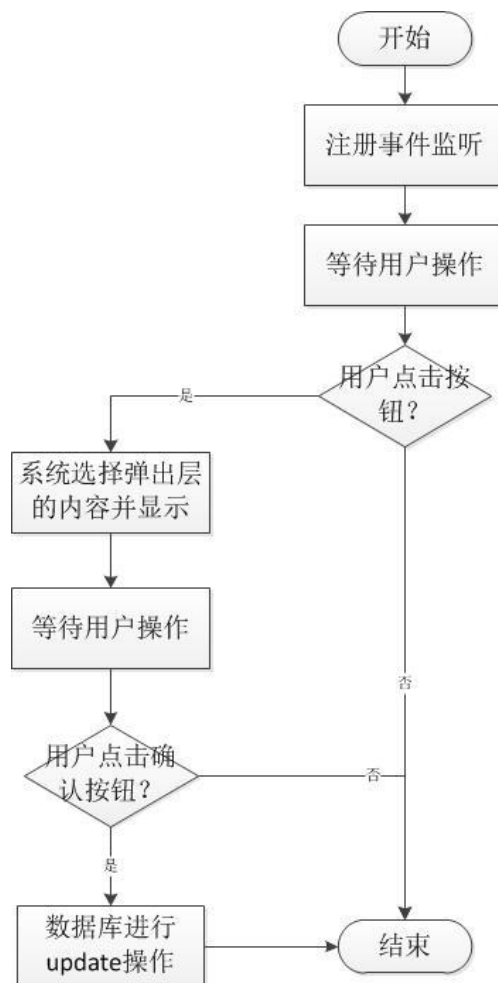 开始
注册事件监听
等待用户操作
用户点击按
钮？
是
系统选择弹出层
的内容并显示
等待用户操作
否
用户点击确
认按钮？
否
是
数据库进行
update操作
结束